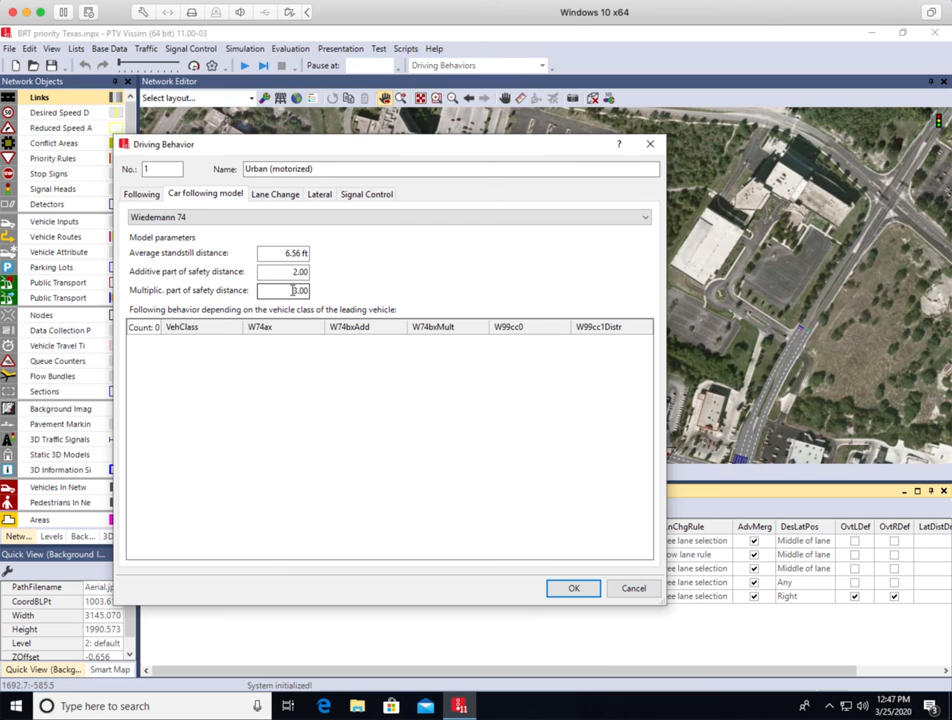 Windows 10 x64
BRT priority Texas.inpx - PTV Vissim (64 bit) 11.00-03
File Edit View Lists Base Data Traffic Signal Control Simulation Evaluation Presentation Test Scripts Help
Pause at: Driving Behaviors
Network Objects
Network Editor
Select layout...
Links
Desired Speed D
Reduced Speed A
Conflict Areas
Priority Rules
Stop Signs
Signal Heads
Detectors
Vehicle Inputs
Vehicle Routes
Vehicle Attribute
Parking Lots
Public Transport
Public Transport
Nodes
Data Collection P
Vehicle Travel Ti
Queue Counters
Flow Bundles
Sections
Background Imag
Pavement Markin
3D Traffic Signals
Static 3D Models
3D Information Si
Vehicles In Netw
Pedestrians In Ne
Areas
Netw... Levels Back... 3D
Quick View (Background I...
PathFilename Aerial.jp
CoordBLPt 1003.6
Width 3145.070
Height 1990.573
Level 2: default
ZOffset -0.656
Quick View (Backg... Smart Map
1692.7:-585.5 System initialized!
Driving Behavior
No.: 1 Name: Urban (motorized)
Following Car following model Lane Change Lateral Signal Control
Wiedemann 74
Model parameters
Average standstill distance: 6.56 ft
Additive part of safety distance: 2.00
Multiplic. part of safety distance: 3.00
Following behavior depending on the vehicle class of the leading vehicle:
Count: 0 VehClass W74ax W74bxAdd W74bxMult W99cc0 W99cc1Distr
OK Cancel
nChgRule AdvMerg DesLatPos OvtLDef OvtRDef LatDistDr
ee lane selection Middle of lane
ow lane rule Middle of lane
ee lane selection Middle of lane
ee lane selection Any
ee lane selection Right
Type here to search
11
12:47 PM
3/25/2020
3